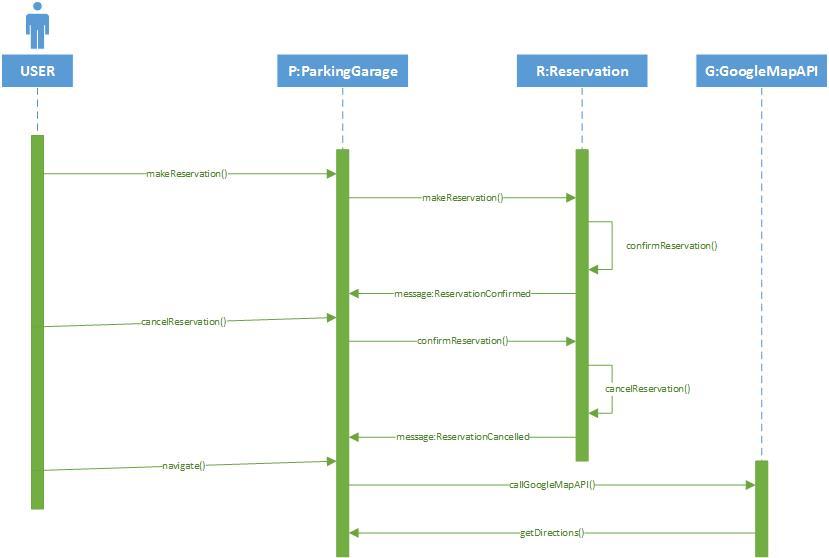 USER
P:ParkingGarage
R:Reservation
G:GoogleMapAPI
makeReservation()
makeReservation()
confirmReservation()
message:ReservationConfirmed
cancelReservation()
confirmReservation()
cancelReservation()
message:ReservationCancelled
navigate()
callGoogleMapAPI()
getDirections()